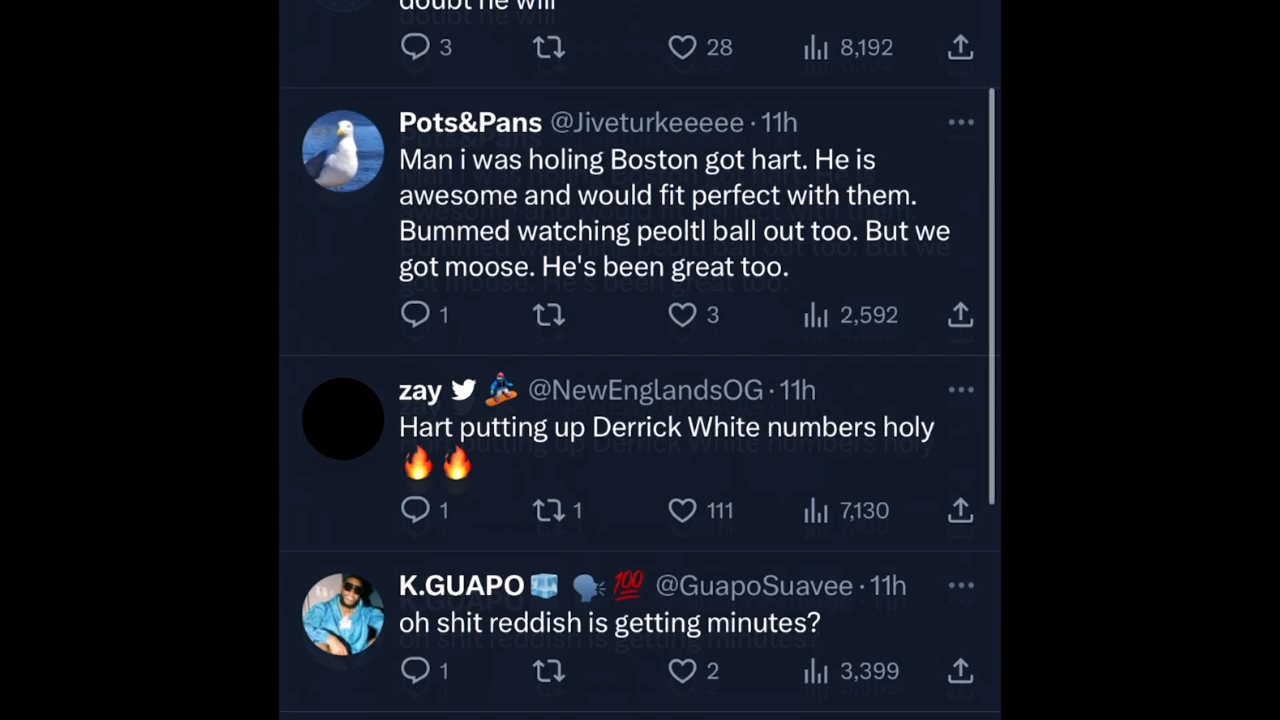 doubt he will
3 28 8,192
Pots&Pans @Jiveturkeeeee · 11h
Man i was holing Boston got hart. He is
awesome and would fit perfect with them.
Bummed watching peoltl ball out too. But we
got moose. He's been great too.
1 3 2,592
zay @NewEnglandsOG · 11h
Hart putting up Derrick White numbers holy
🔥🔥
1 1 111 7,130
K.GUAPO🧊 🗣️💯 @GuapoSuavee · 11h
oh shit reddish is getting minutes?
1 2 3,399